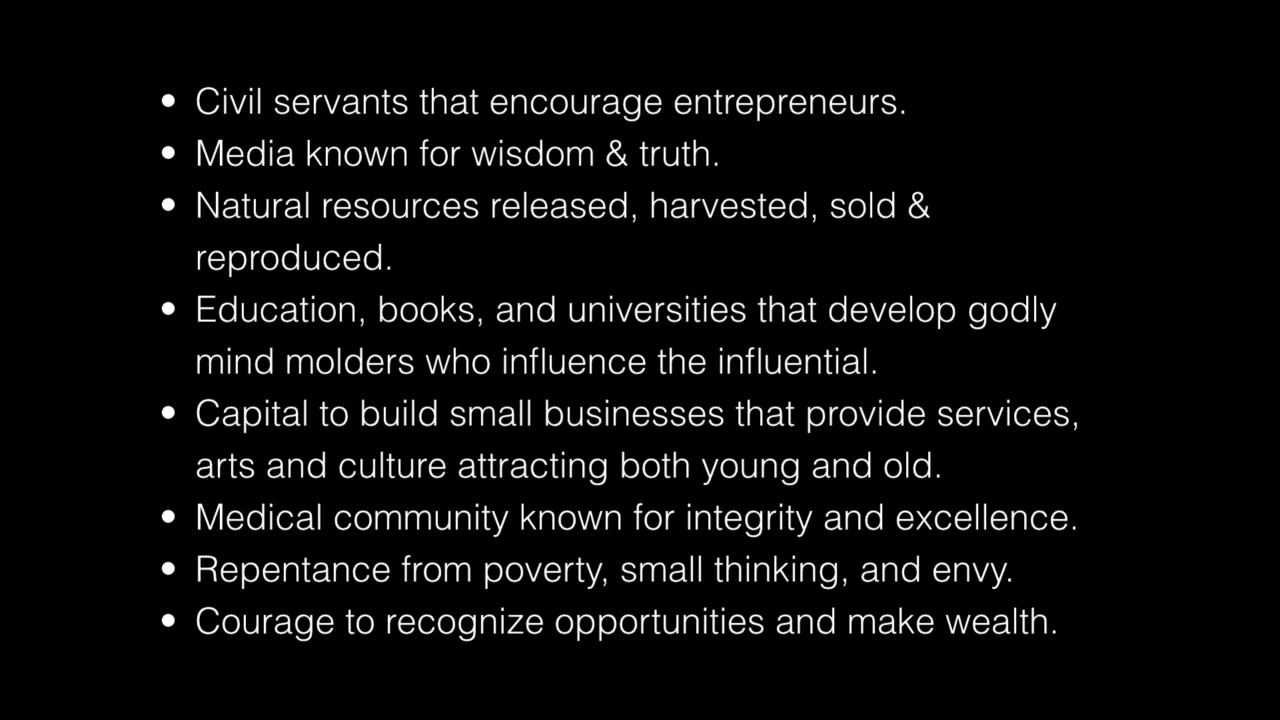 • Civil servants that encourage entrepreneurs.
• Media known for wisdom & truth.
• Natural resources released, harvested, sold &
reproduced.
• Education, books, and universities that develop godly
mind molders who influence the influential.
• Capital to build small businesses that provide services,
arts and culture attracting both young and old.
• Medical community known for integrity and excellence.
• Repentance from poverty, small thinking, and envy.
• Courage to recognize opportunities and make wealth.